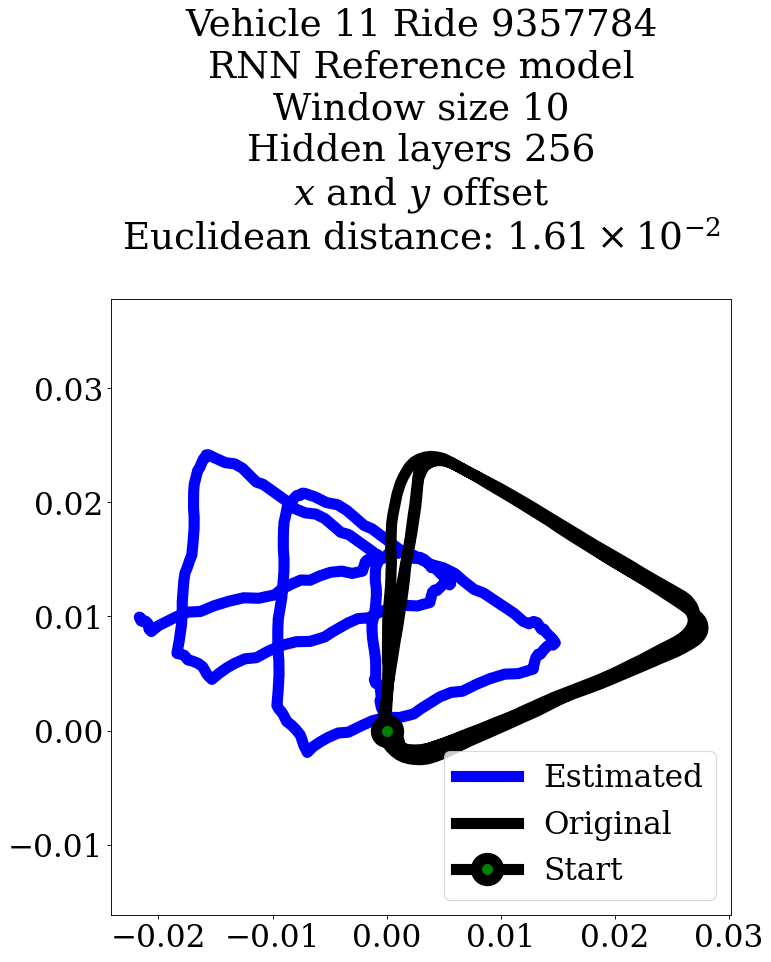 Vehicle 11 Ride 9357784
RNN Reference model
Window size 10
Hidden layers 256
x and y offset
Euclidean distance: 1.61 × 10⁻²
0.03
0.02
0.01
0.00
−0.01
Estimated
Original
Start
−0.02 −0.01 0.00 0.01 0.02 0.03